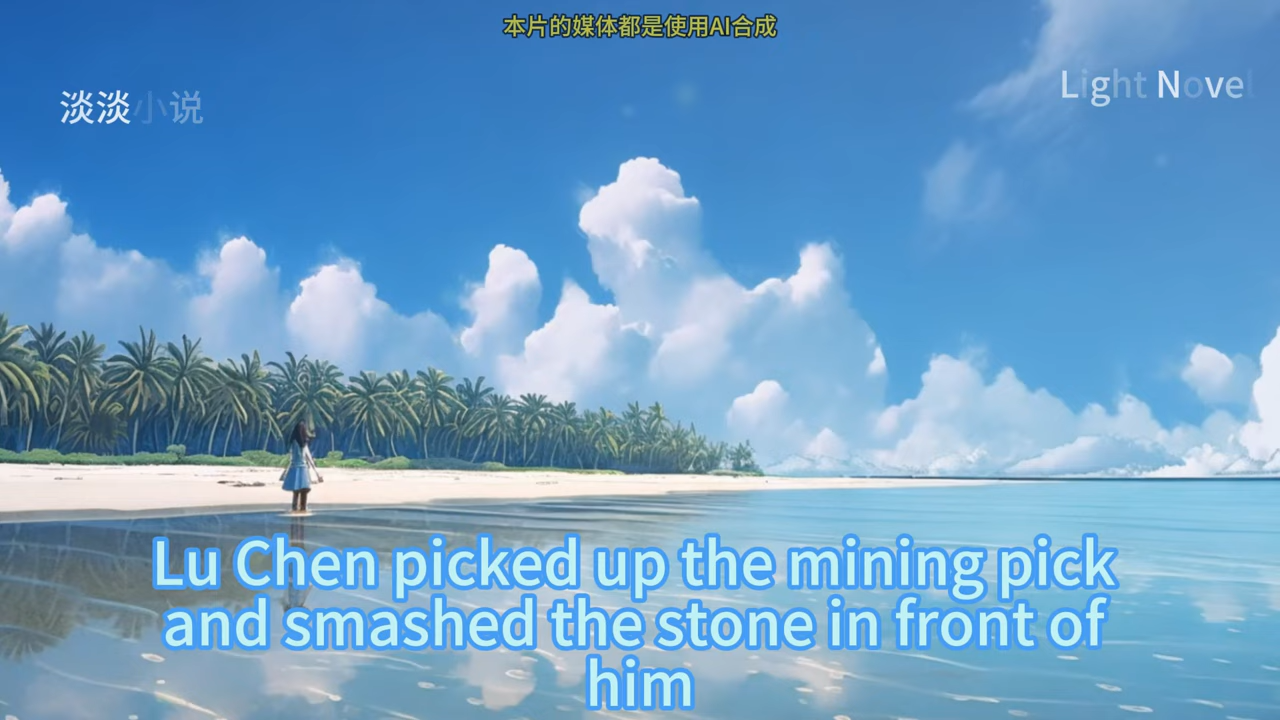 本片的媒体都是使用AI合成
淡淡小说
Light Novel
Lu Chen picked up the mining pick
and smashed the stone in front of
him